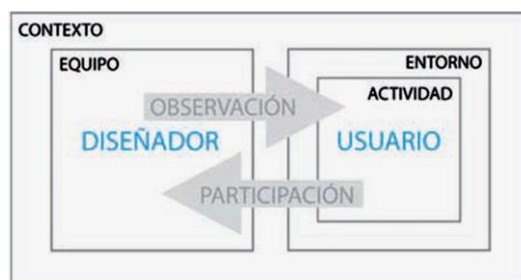 CONTEXTO
EQUIPO
ENTORNO
ACTIVIDAD
OBSERVACIÓN
DISEÑADOR
USUARIO
PARTICIPACIÓN